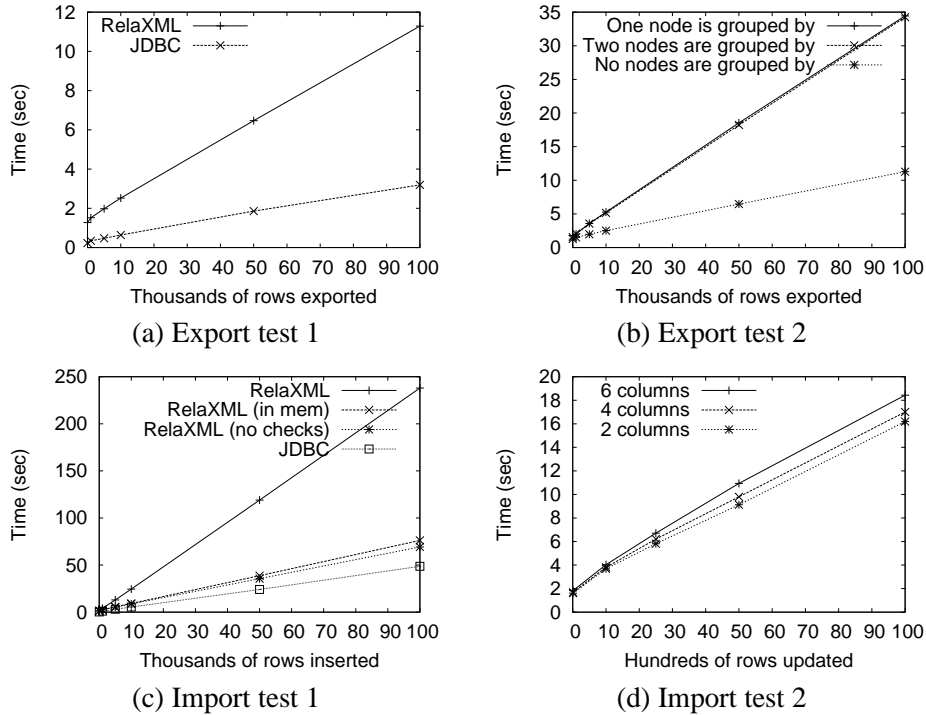 12
10
8
6
4
2
0
Time (sec)
RelaXML
JDBC
0 10 20 30 40 50 60 70 80 90 100
Thousands of rows exported
(a) Export test 1
35
30
25
20
15
10
5
0
Time (sec)
One node is grouped by
Two nodes are grouped by
No nodes are grouped by
0 10 20 30 40 50 60 70 80 90 100
Thousands of rows exported
(b) Export test 2
250
200
150
100
50
0
Time (sec)
RelaXML
RelaXML (in mem)
RelaXML (no checks)
JDBC
0 10 20 30 40 50 60 70 80 90 100
Thousands of rows inserted
(c) Import test 1
20
18
16
14
12
10
8
6
4
2
0
Time (sec)
6 columns
4 columns
2 columns
0 10 20 30 40 50 60 70 80 90 100
Hundreds of rows updated
(d) Import test 2